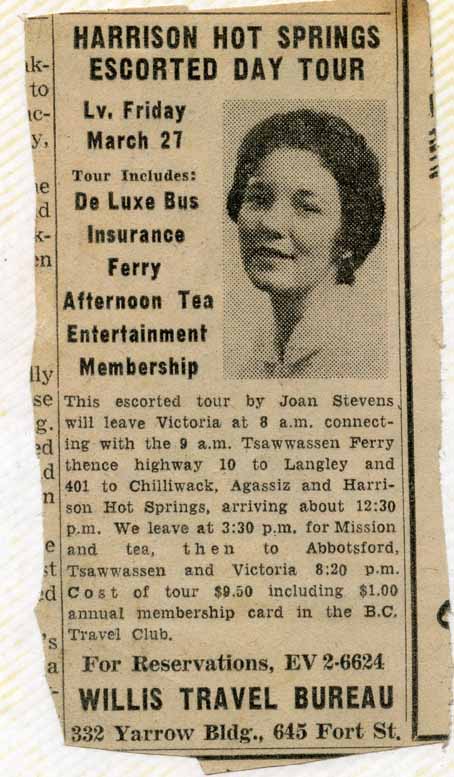 HARRISON HOT SPRINGS
ESCORTED DAY TOUR
Lv. Friday
March 27
Tour Includes:
De Luxe Bus
Insurance
Ferry
Afternoon Tea
Entertainment
Membership
This escorted tour by Joan Stevens
will leave Victoria at 8 a.m. connect-
ing with the 9 a.m. Tsawwassen Ferry
thence highway 10 to Langley and
401 to Chilliwack, Agassiz and Harri-
son Hot Springs, arriving about 12:30
p.m. We leave at 3:30 p.m. for Mission
and tea, then to Abbotsford,
Tsawwassen and Victoria 8:20 p.m.
Cost of tour $9.50 including $1.00
annual membership card in the B.C.
Travel Club.
For Reservations, EV 2-6624
WILLIS TRAVEL BUREAU
332 Yarrow Bldg., 645 Fort St.